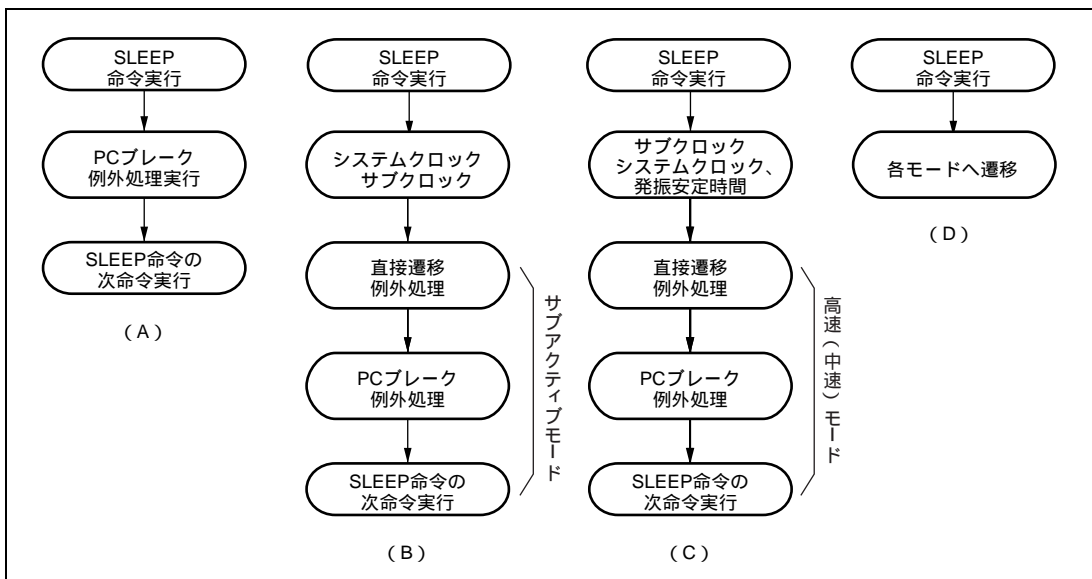 SLEEP
命令実行
PCブレーク
例外処理実行
SLEEP命令の
次命令実行
（A）
SLEEP
命令実行
システムクロック
サブクロック
直接遷移
例外処理
PCブレーク
例外処理
SLEEP命令の
次命令実行
サブアクティブモード
（B）
SLEEP
命令実行
サブクロック
システムクロック、
発振安定時間
直接遷移
例外処理
PCブレーク
例外処理
SLEEP命令の
次命令実行
高速（中速）モード
（C）
SLEEP
命令実行
各モードへ遷移
（D）